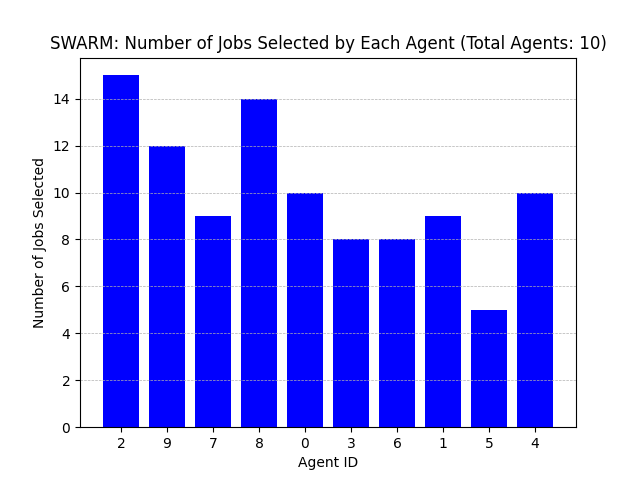 SWARM: Number of Jobs Selected by Each Agent (Total Agents: 10)
Number of Jobs Selected
14
12
10
8
6
4
2
0
2 9 7 8 0 3 6 1 5 4
Agent ID